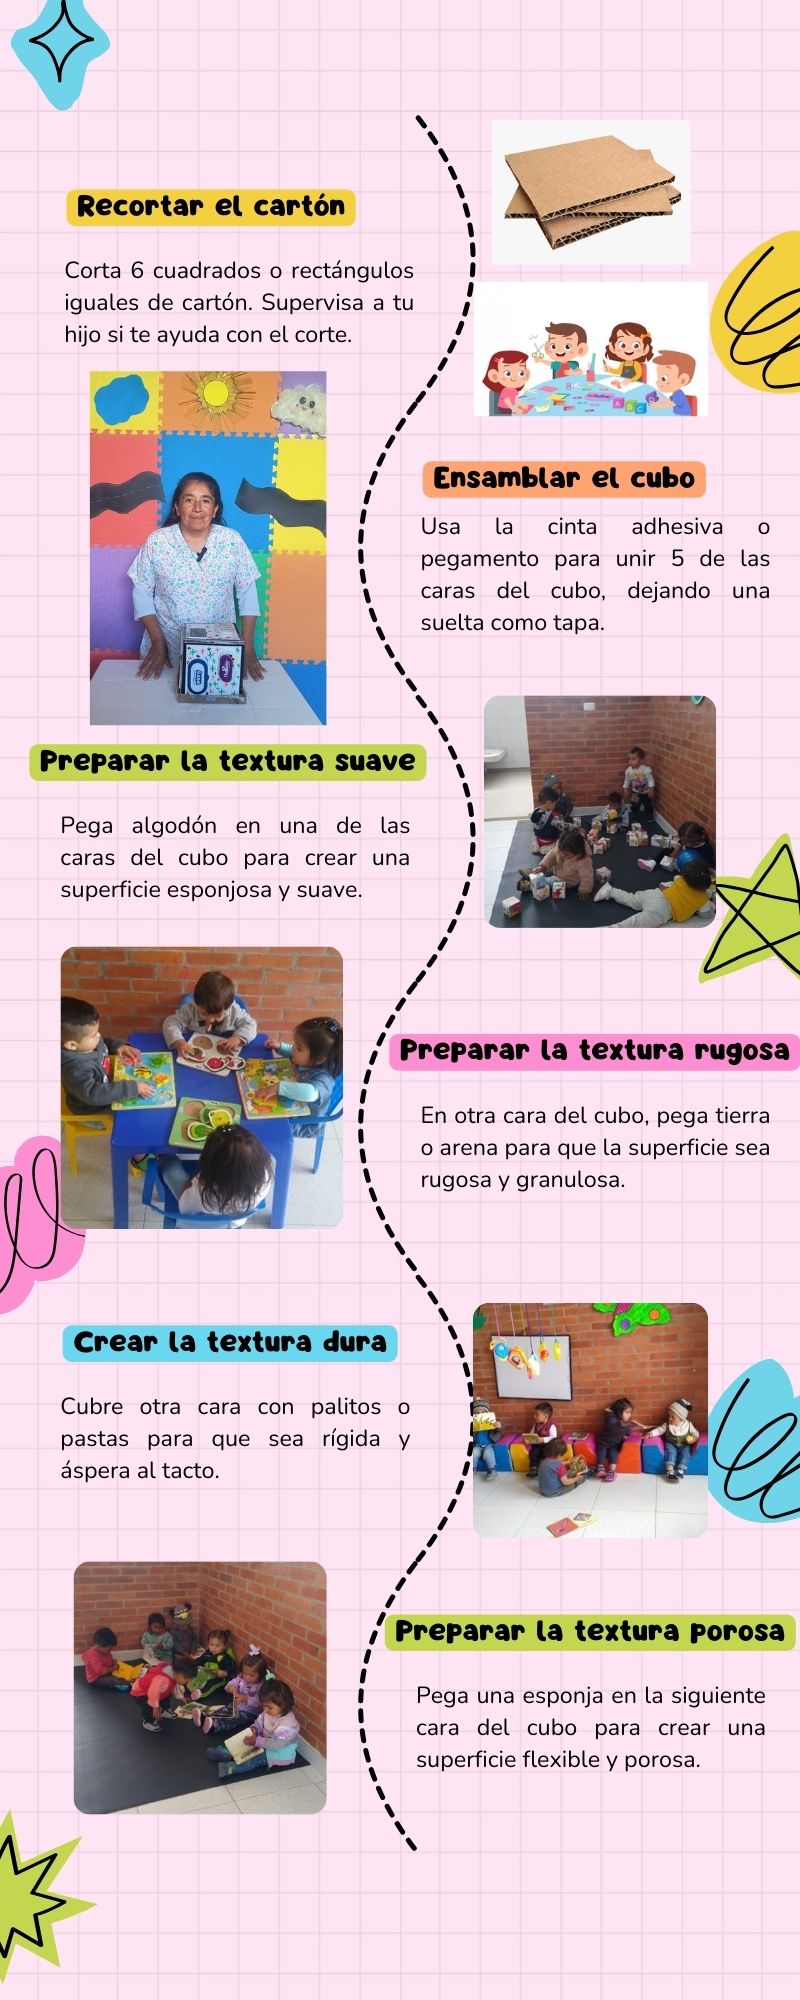 Recortar el cartón
Corta 6 cuadrados o rectángulos
iguales de cartón. Supervisa a tu
hijo si te ayuda con el corte.
Ensamblar el cubo
Usa la cinta adhesiva o
pegamento para unir 5 de las
caras del cubo, dejando una
suelta como tapa.
Preparar la textura suave
Pega algodón en una de las
caras del cubo para crear una
superficie esponjosa y suave.
Preparar la textura rugosa
En otra cara del cubo, pega tierra
o arena para que la superficie sea
rugosa y granulosa.
Crear la textura dura
Cubre otra cara con palitos o
pastas para que sea rígida y
áspera al tacto.
Preparar la textura porosa
Pega una esponja en la siguiente
cara del cubo para crear una
superficie flexible y porosa.